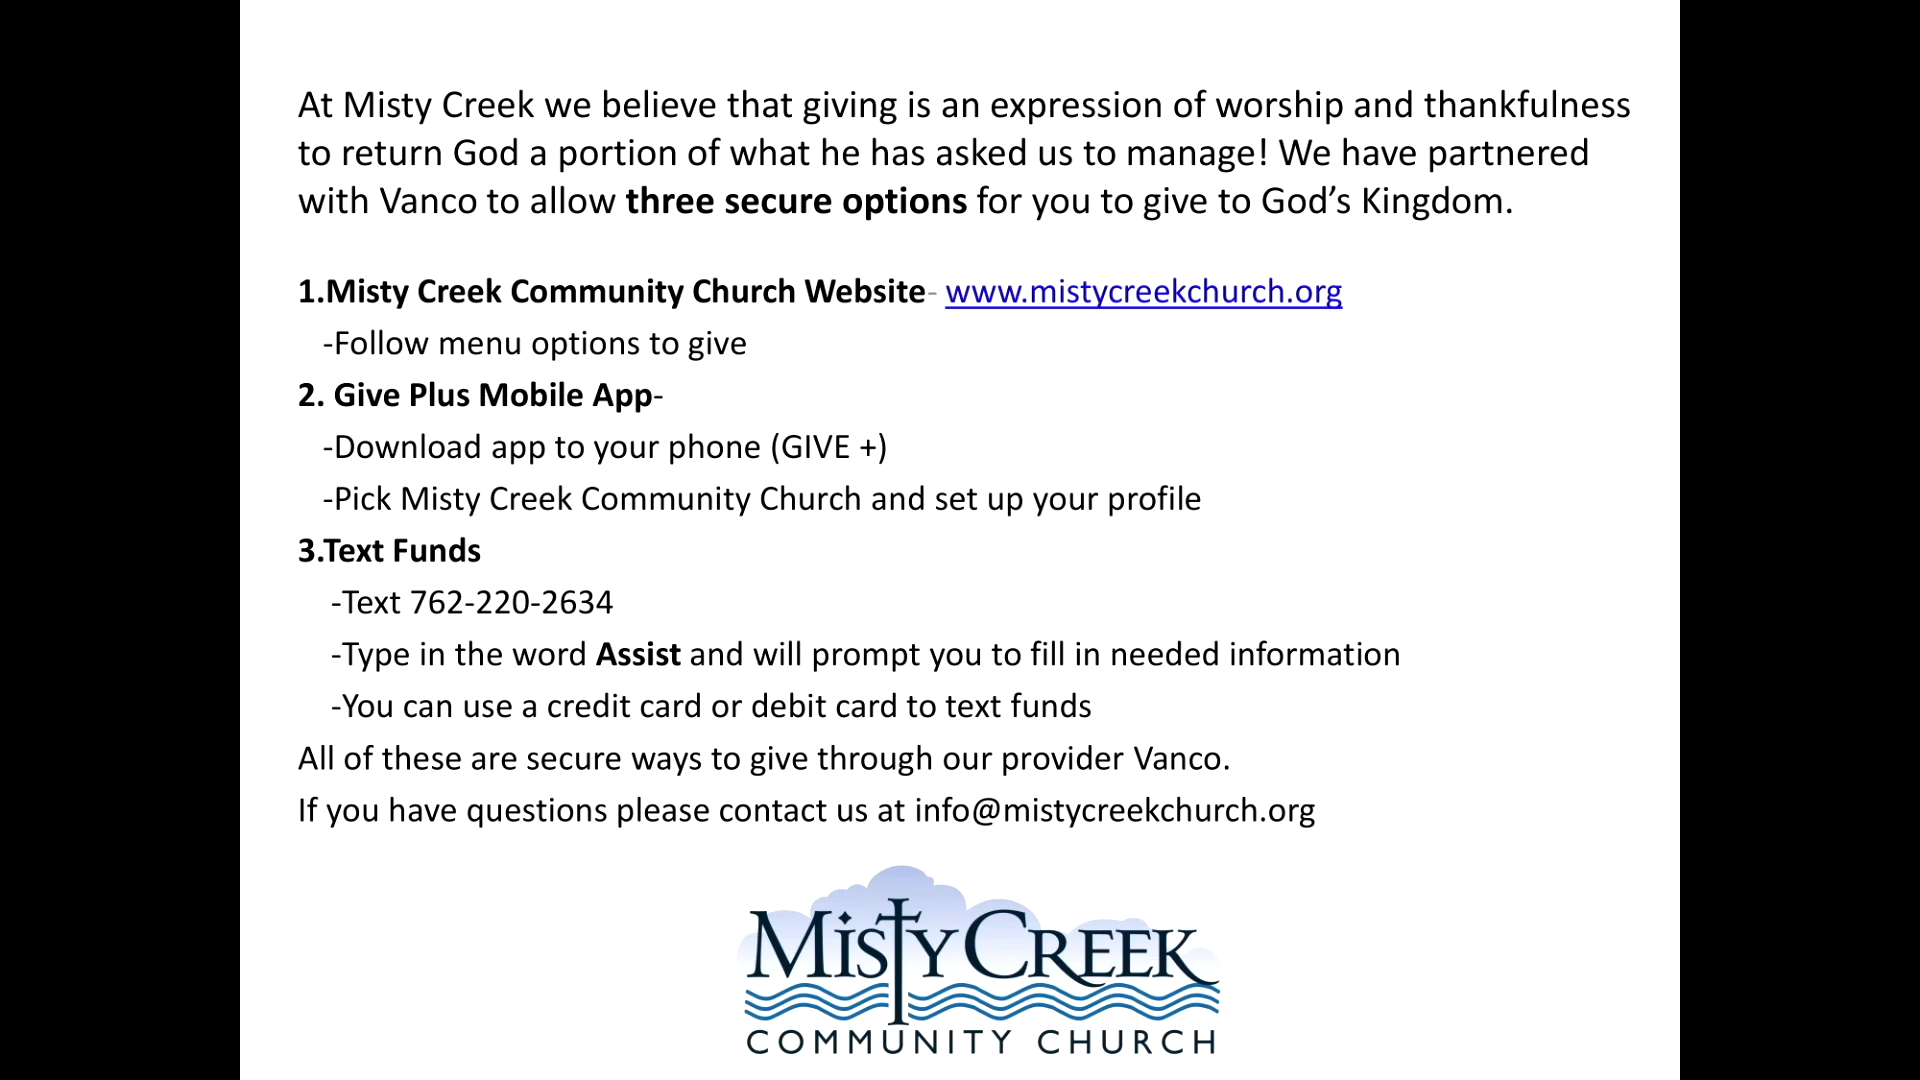 At Misty Creek we believe that giving is an expression of worship and thankfulness
to return God a portion of what he has asked us to manage! We have partnered
with Vanco to allow three secure options for you to give to God’s Kingdom.
1.Misty Creek Community Church Website- www.mistycreekchurch.org
-Follow menu options to give
2. Give Plus Mobile App-
-Download app to your phone (GIVE +)
-Pick Misty Creek Community Church and set up your profile
3.Text Funds
-Text 762-220-2634
-Type in the word Assist and will prompt you to fill in needed information
-You can use a credit card or debit card to text funds
All of these are secure ways to give through our provider Vanco.
If you have questions please contact us at info@mistycreekchurch.org
MISTY CREEK
COMMUNITY CHURCH